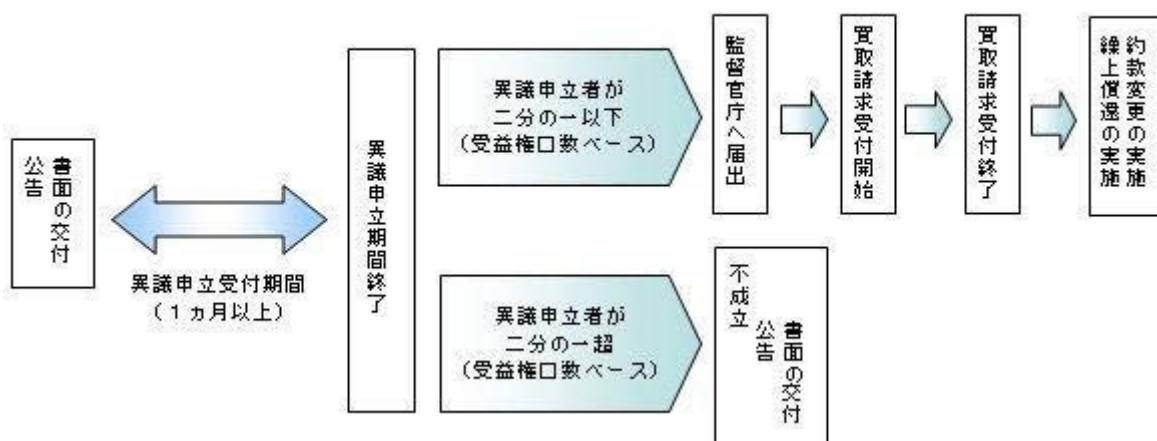 書面の交付
公告
異議申立受付期間
（１ヵ月以上）
異議申立期間終了
異議申立者が
二分の一以下
（受益権口数ベース）
監督官庁へ届出
買取請求受付開始
買取請求受付終了
約款変更の実施
繰上償還の実施
異議申立者が
二分の一超
（受益権口数ベース）
不成立
書面の交付
公告